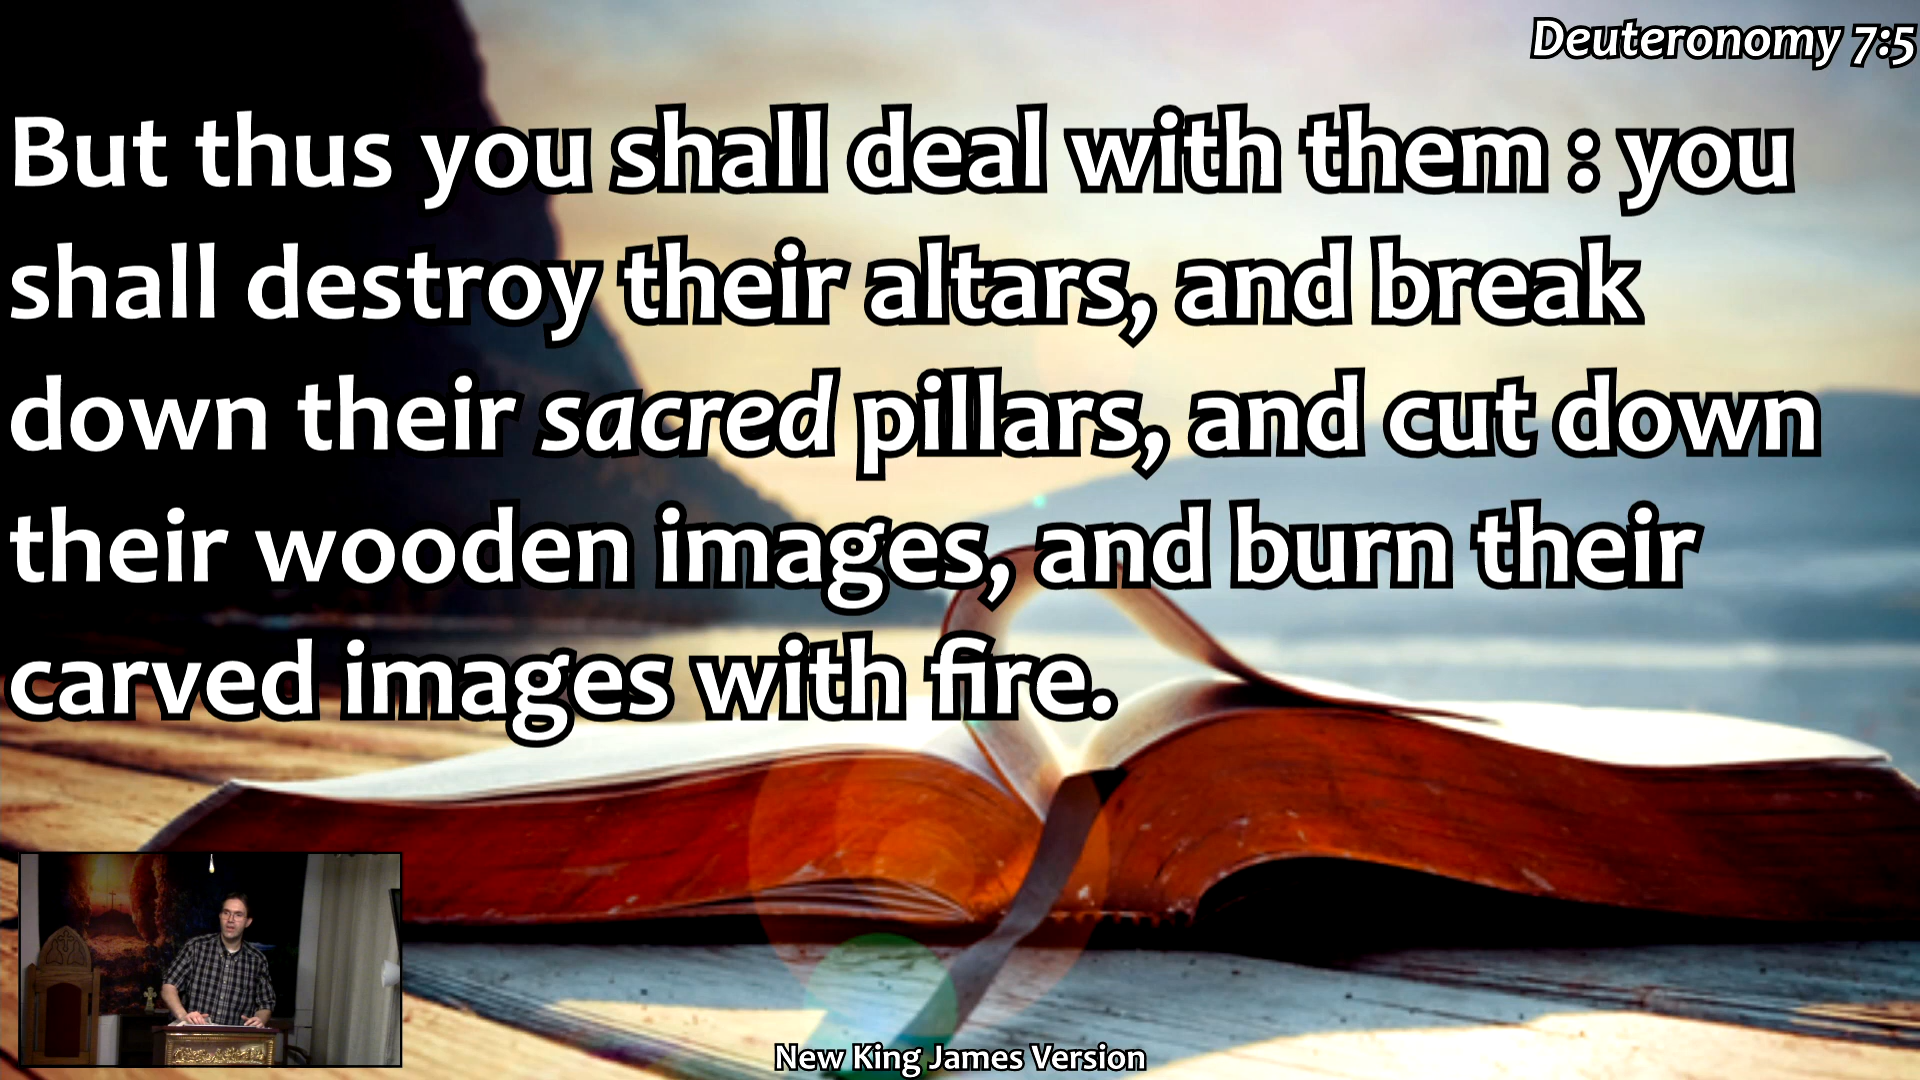 Deuteronomy 7:5
But thus you shall deal with them : you
shall destroy their altars, and break
down their sacred pillars, and cut down
their wooden images, and burn their
carved images with fire.
New King James Version